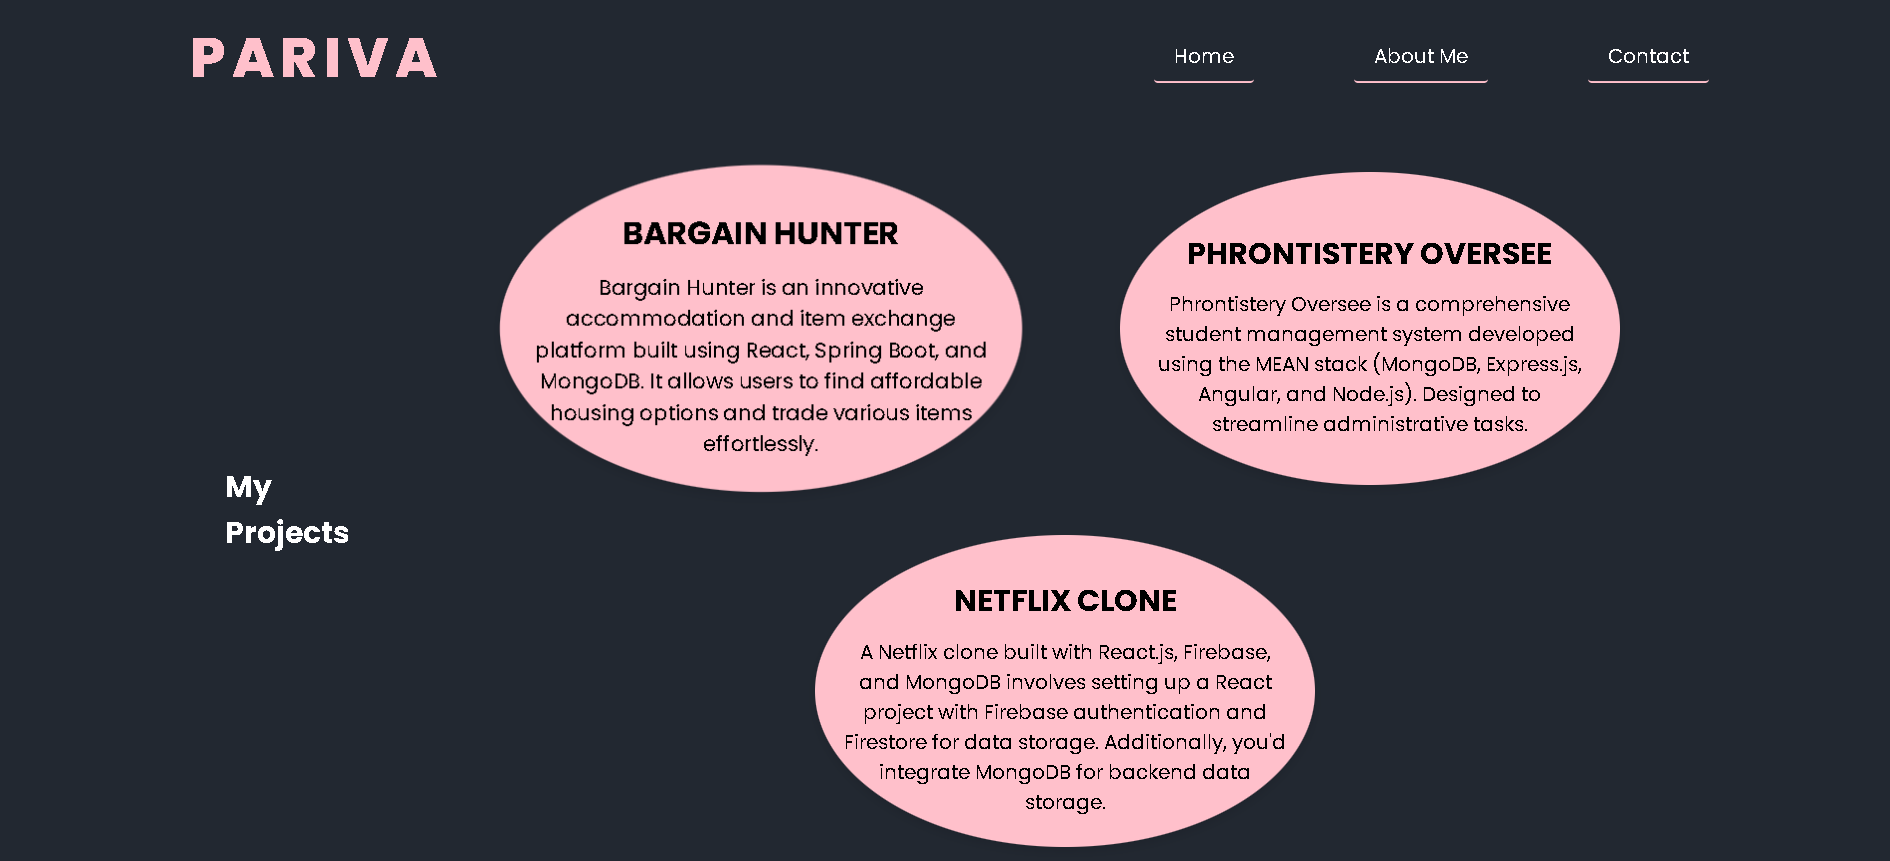 PARIVA
Home
About Me
Contact
BARGAIN HUNTER
Bargain Hunter is an innovative
accommodation and item exchange
platform built using React, Spring Boot, and
MongoDB. It allows users to find affordable
housing options and trade various items
effortlessly.
PHRONTISTERY OVERSEE
Phrontistery Oversee is a comprehensive
student management system developed
using the MEAN stack (MongoDB, Express.js,
Angular, and Node.js). Designed to
streamline administrative tasks.
My
Projects
NETFLIX CLONE
A Netflix clone built with React.js, Firebase,
and MongoDB involves setting up a React
project with Firebase authentication and
Firestore for data storage. Additionally, you'd
integrate MongoDB for backend data
storage.